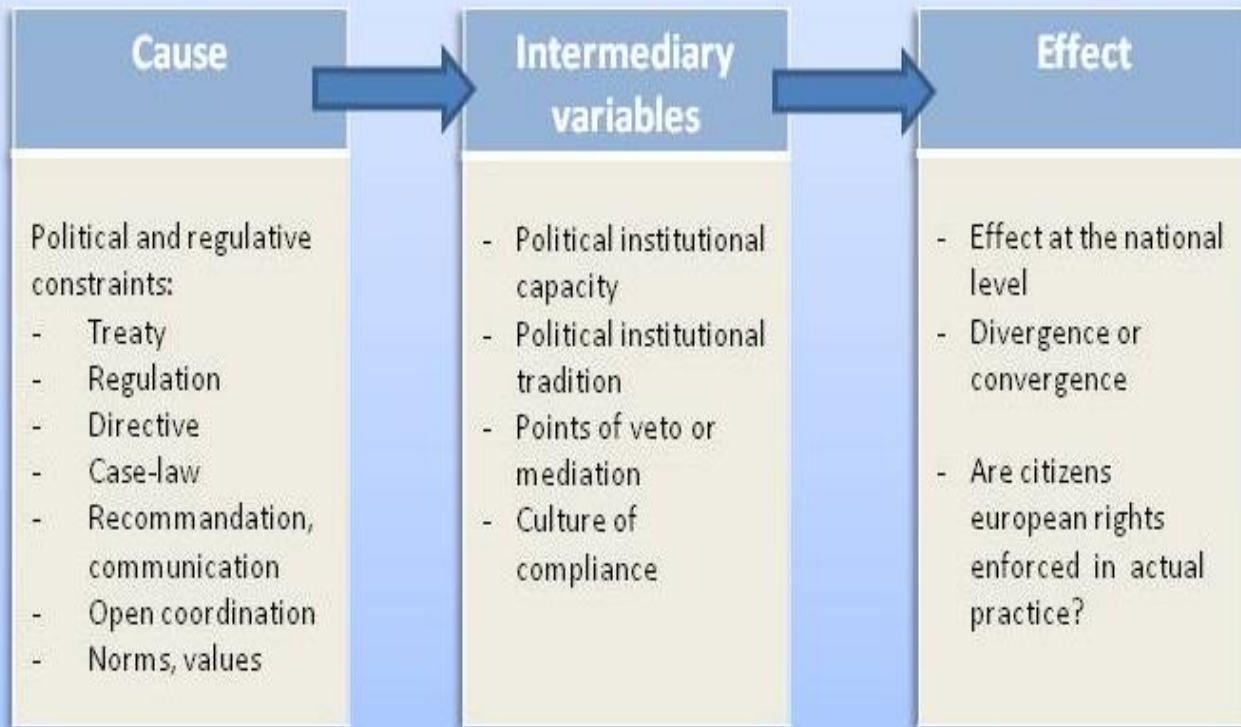 Cause
Political and regulative
constraints:
- Treaty
- Regulation
- Directive
- Case-law
- Recommandation,
communication
- Open coordination
- Norms, values
Intermediary
variables
- Political institutional
capacity
- Political institutional
tradition
- Points of veto or
mediation
- Culture of
compliance
Effect
- Effect at the national
level
- Divergence or
convergence
- Are citizens
european rights
enforced in actual
practice?